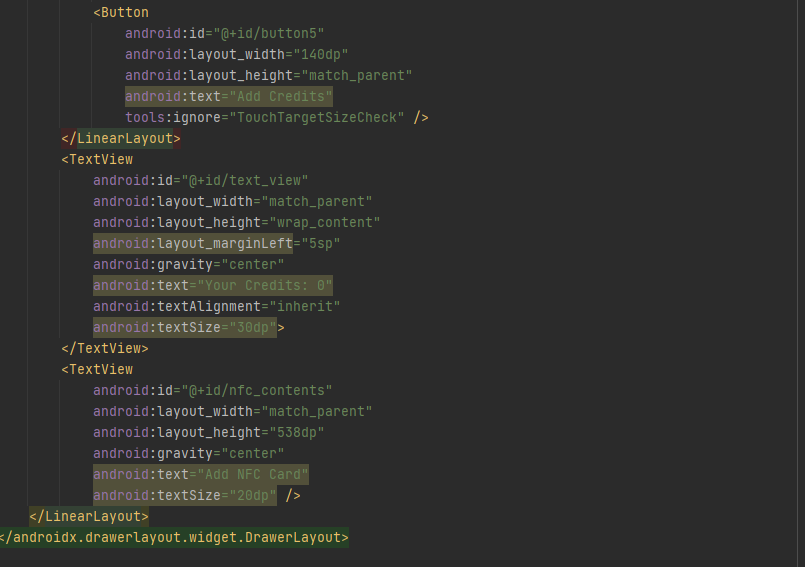 <Button
android:id="@+id/button5"
android:layout_width="140dp"
android:layout_height="match_parent"
android:text="Add Credits"
tools:ignore="TouchTargetSizeCheck" />
</LinearLayout>
<TextView
android:id="@+id/text_view"
android:layout_width="match_parent"
android:layout_height="wrap_content"
android:layout_marginLeft="5sp"
android:gravity="center"
android:text="Your Credits: 0"
android:textAlignment="inherit"
android:textSize="30dp">
</TextView>
<TextView
android:id="@+id/nfc_contents"
android:layout_width="match_parent"
android:layout_height="538dp"
android:gravity="center"
android:text="Add NFC Card"
android:textSize="20dp" />
</LinearLayout>
</androidx.drawerlayout.widget.DrawerLayout>